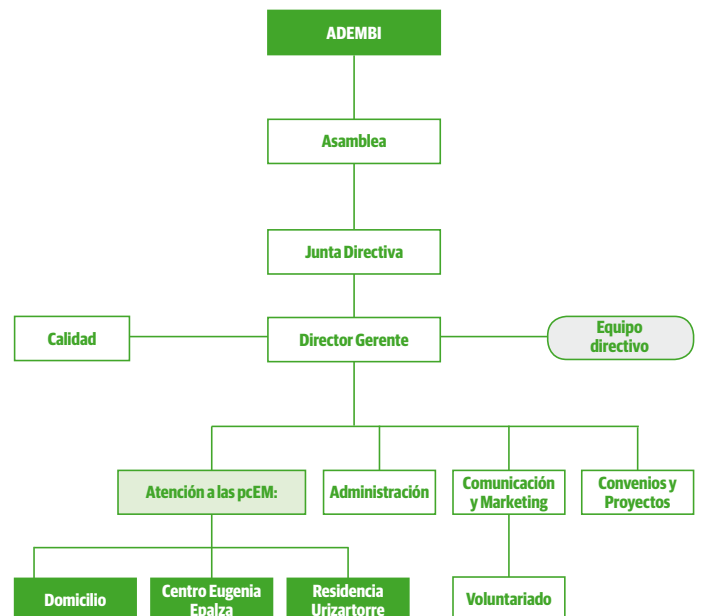 ADEMBI
Asamblea
Junta Directiva
Calidad
Director Gerente
Equipo
directivo
Atención a las pcEM:
Administración
Comunicación
y Marketing
Convenios y
Proyectos
Domicilio
Centro Eugenia
Epalza
Residencia
Urizartorre
Voluntariado